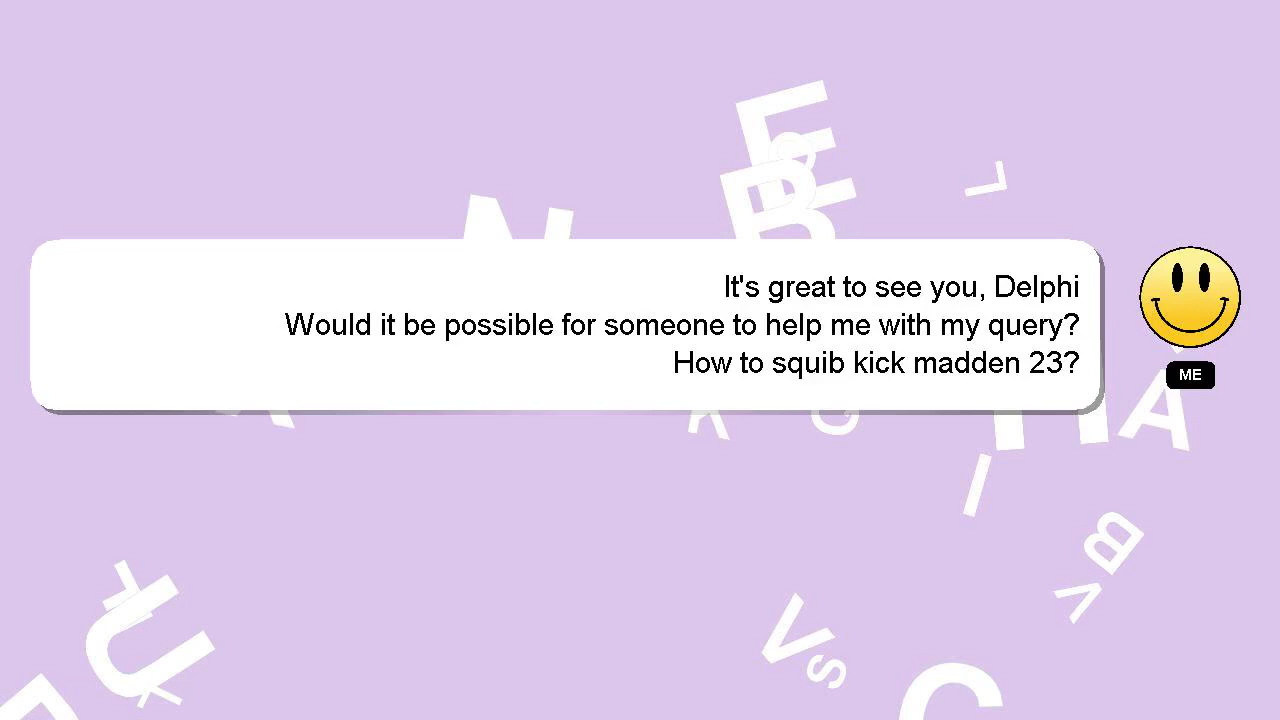 It's great to see you, Delphi
Would it be possible for someone to help me with my query?
How to squib kick madden 23?
ME